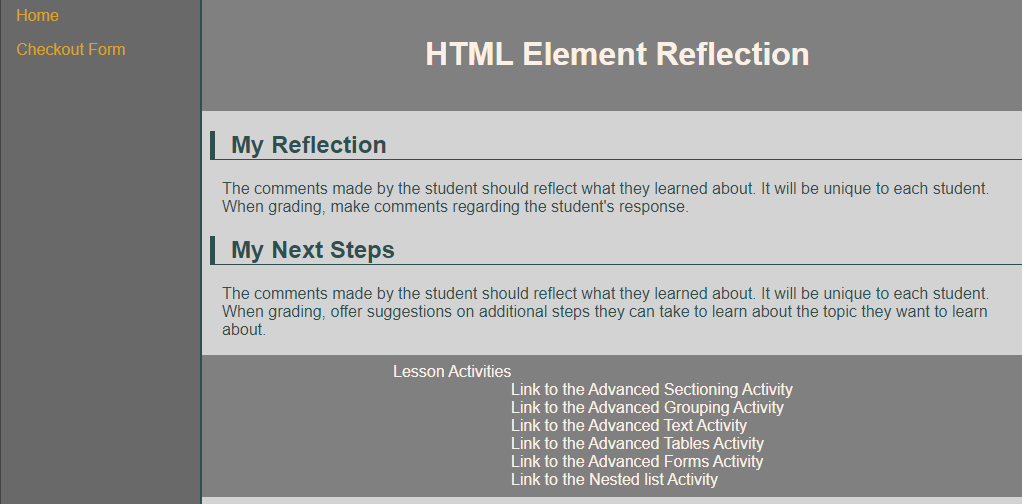 Home
Checkout Form
HTML Element Reflection
My Reflection
The comments made by the student should reflect what they learned about. It will be unique to each student.
When grading, make comments regarding the student's response.
My Next Steps
The comments made by the student should reflect what they learned about. It will be unique to each student.
When grading, offer suggestions on additional steps they can take to learn about the topic they want to learn
about.
Lesson Activities
Link to the Advanced Sectioning Activity
Link to the Advanced Grouping Activity
Link to the Advanced Text Activity
Link to the Advanced Tables Activity
Link to the Advanced Forms Activity
Link to the Nested list Activity